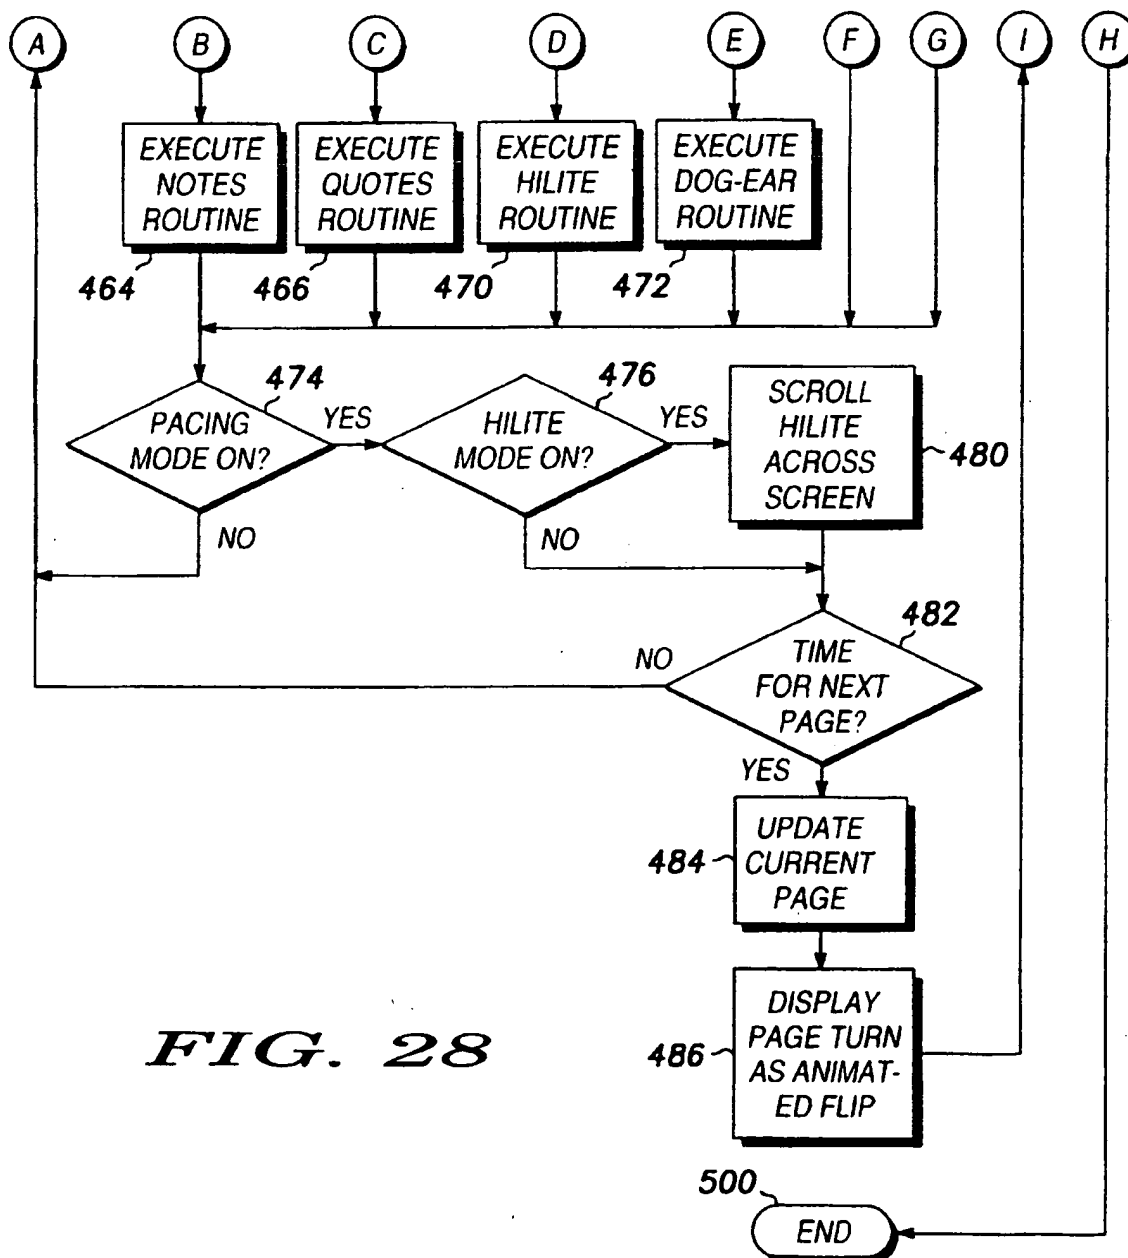 A B C D E F G I H
EXECUTE
NOTES
ROUTINE
464
EXECUTE
QUOTES
ROUTINE
466
EXECUTE
HILITE
ROUTINE
470
EXECUTE
DOG-EAR
ROUTINE
472
PACING
MODE ON?
474
YES
NO
HILITE
MODE ON?
476
YES
NO
SCROLL
HILITE
ACROSS
SCREEN
480
TIME
FOR NEXT
PAGE?
482
NO
YES
UPDATE
CURRENT
PAGE
484
DISPLAY
PAGE TURN
AS ANIMAT-
ED FLIP
486
FIG. 28
500
END